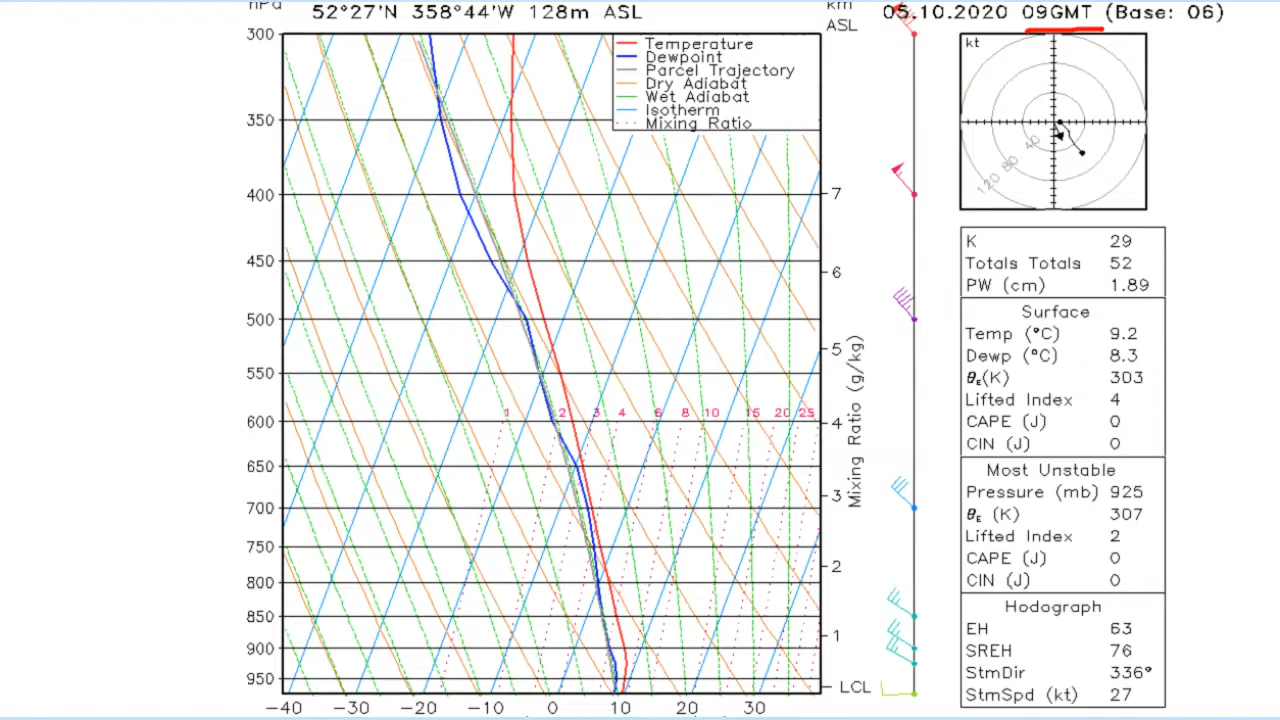 hPa
52°27'N 358°44'W 128m ASL
km
ASL
05.10.2020 09GMT (Base: 06)
300
350
400
450
500
550
600
650
700
750
800
850
900
950
-40 -30 -20 -10 0 10 20 30
Temperature
Dewpoint
Parcel Trajectory
Dry Adiabat
Wet Adiabat
Isotherm
Mixing Ratio
1 2 3 4 6 8 10 15 20 25
7
6
5
4
3
2
1
LCL
Mixing Ratio (g/kg)
kt
40
80
120
K 29
Totals Totals 52
PW (cm) 1.89
Surface
Temp (°C) 9.2
Dewp (°C) 8.3
θE(K) 303
Lifted Index 4
CAPE (J) 0
CIN (J) 0
Most Unstable
Pressure (mb) 925
θE (K) 307
Lifted Index 2
CAPE (J) 0
CIN (J) 0
Hodograph
EH 63
SREH 76
StmDir 336°
StmSpd (kt) 27